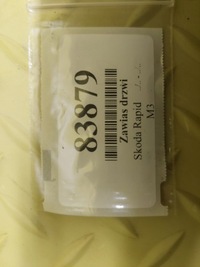 83879
Zawias drzwi
Skoda Rapid
M3